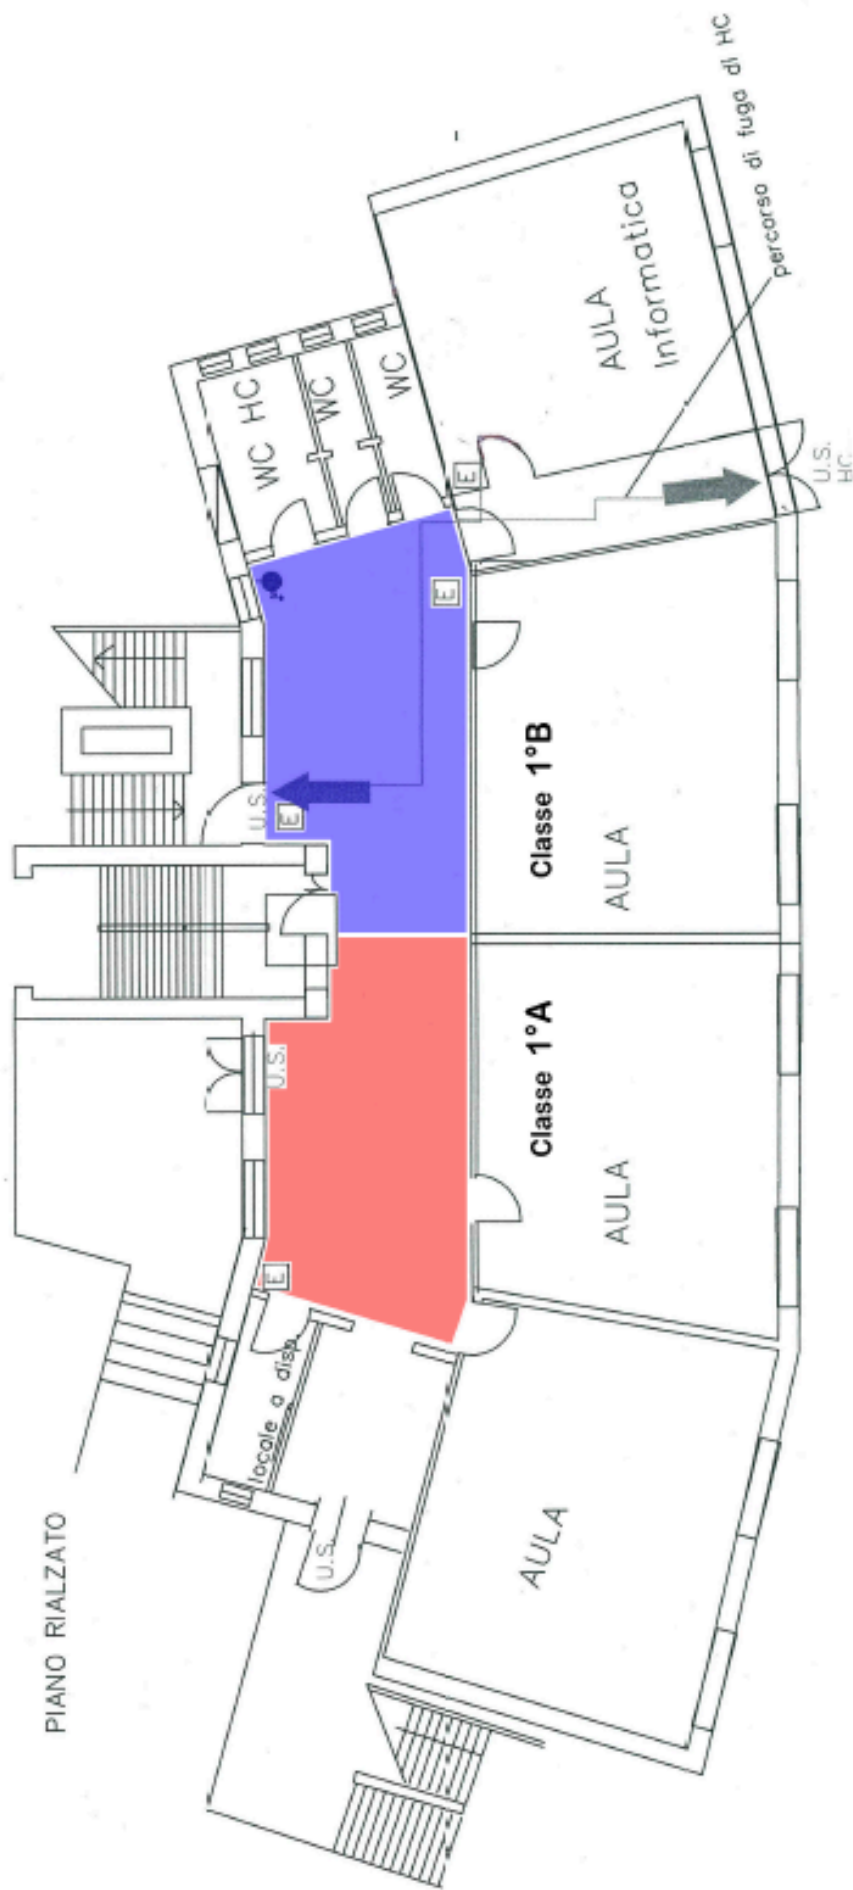 PIANO RIALZATO
U.S.
locale a disp.
AULA
E
U.S.
Classe 1°A
AULA
U.S.
E
Classe 1°B
AULA
E
WC HC
WC
WC
E
AULA
Informatica
percorso di fuga di HC
U.S.
HC